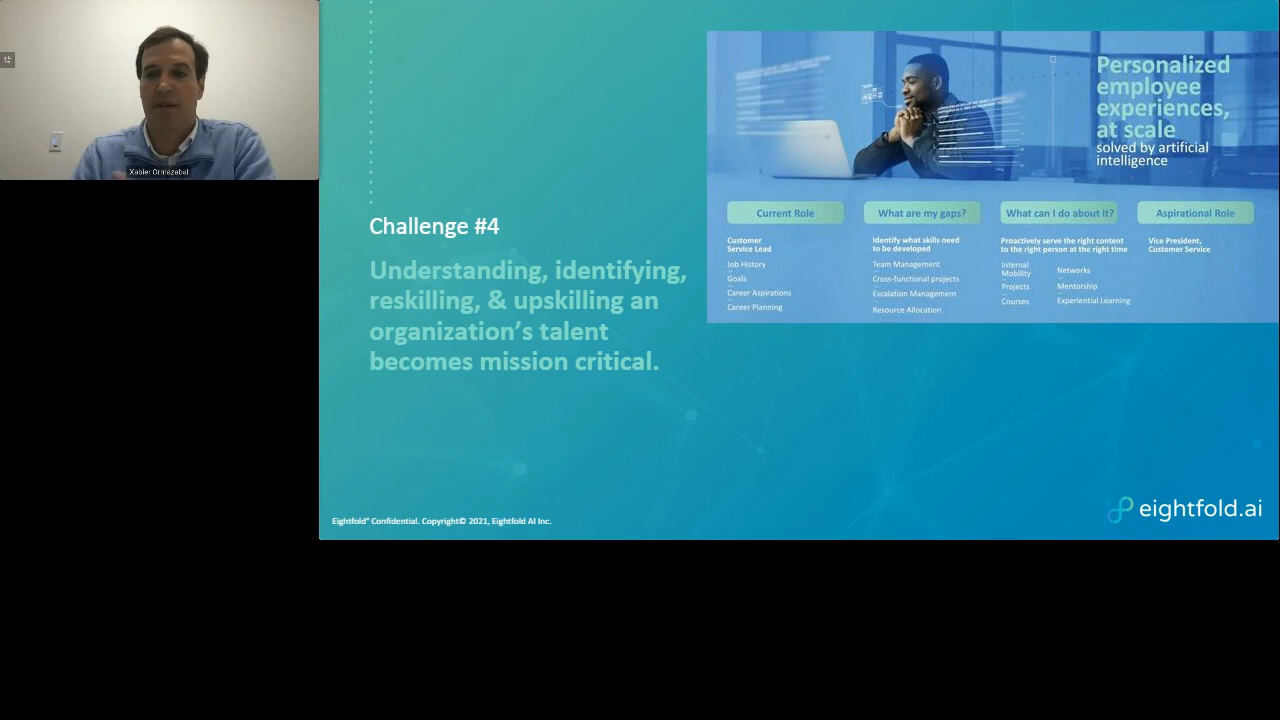 Xabier Ormazabal
Challenge #4
Understanding, identifying,
reskilling, & upskilling an
organization's talent
becomes mission critical.
Personalized
employee
experiences,
at scale
solved by artificial
intelligence
Current Role
Customer
Service Lead
Job History
Goals
Career Aspirations
Career Planning
What are my gaps?
Identify what skills need
to be developed
Team Management
Cross-functional projects
Escalation Management
Resource Allocation
What can I do about it?
Proactively serve the right content
to the right person at the right time
Internal
Mobility
Projects
Courses
Networks
Mentorship
Experiential Learning
Aspirational Role
Vice President,
Customer Service
Eightfold® Confidential. Copyright© 2021, Eightfold AI Inc.
eightfold.ai